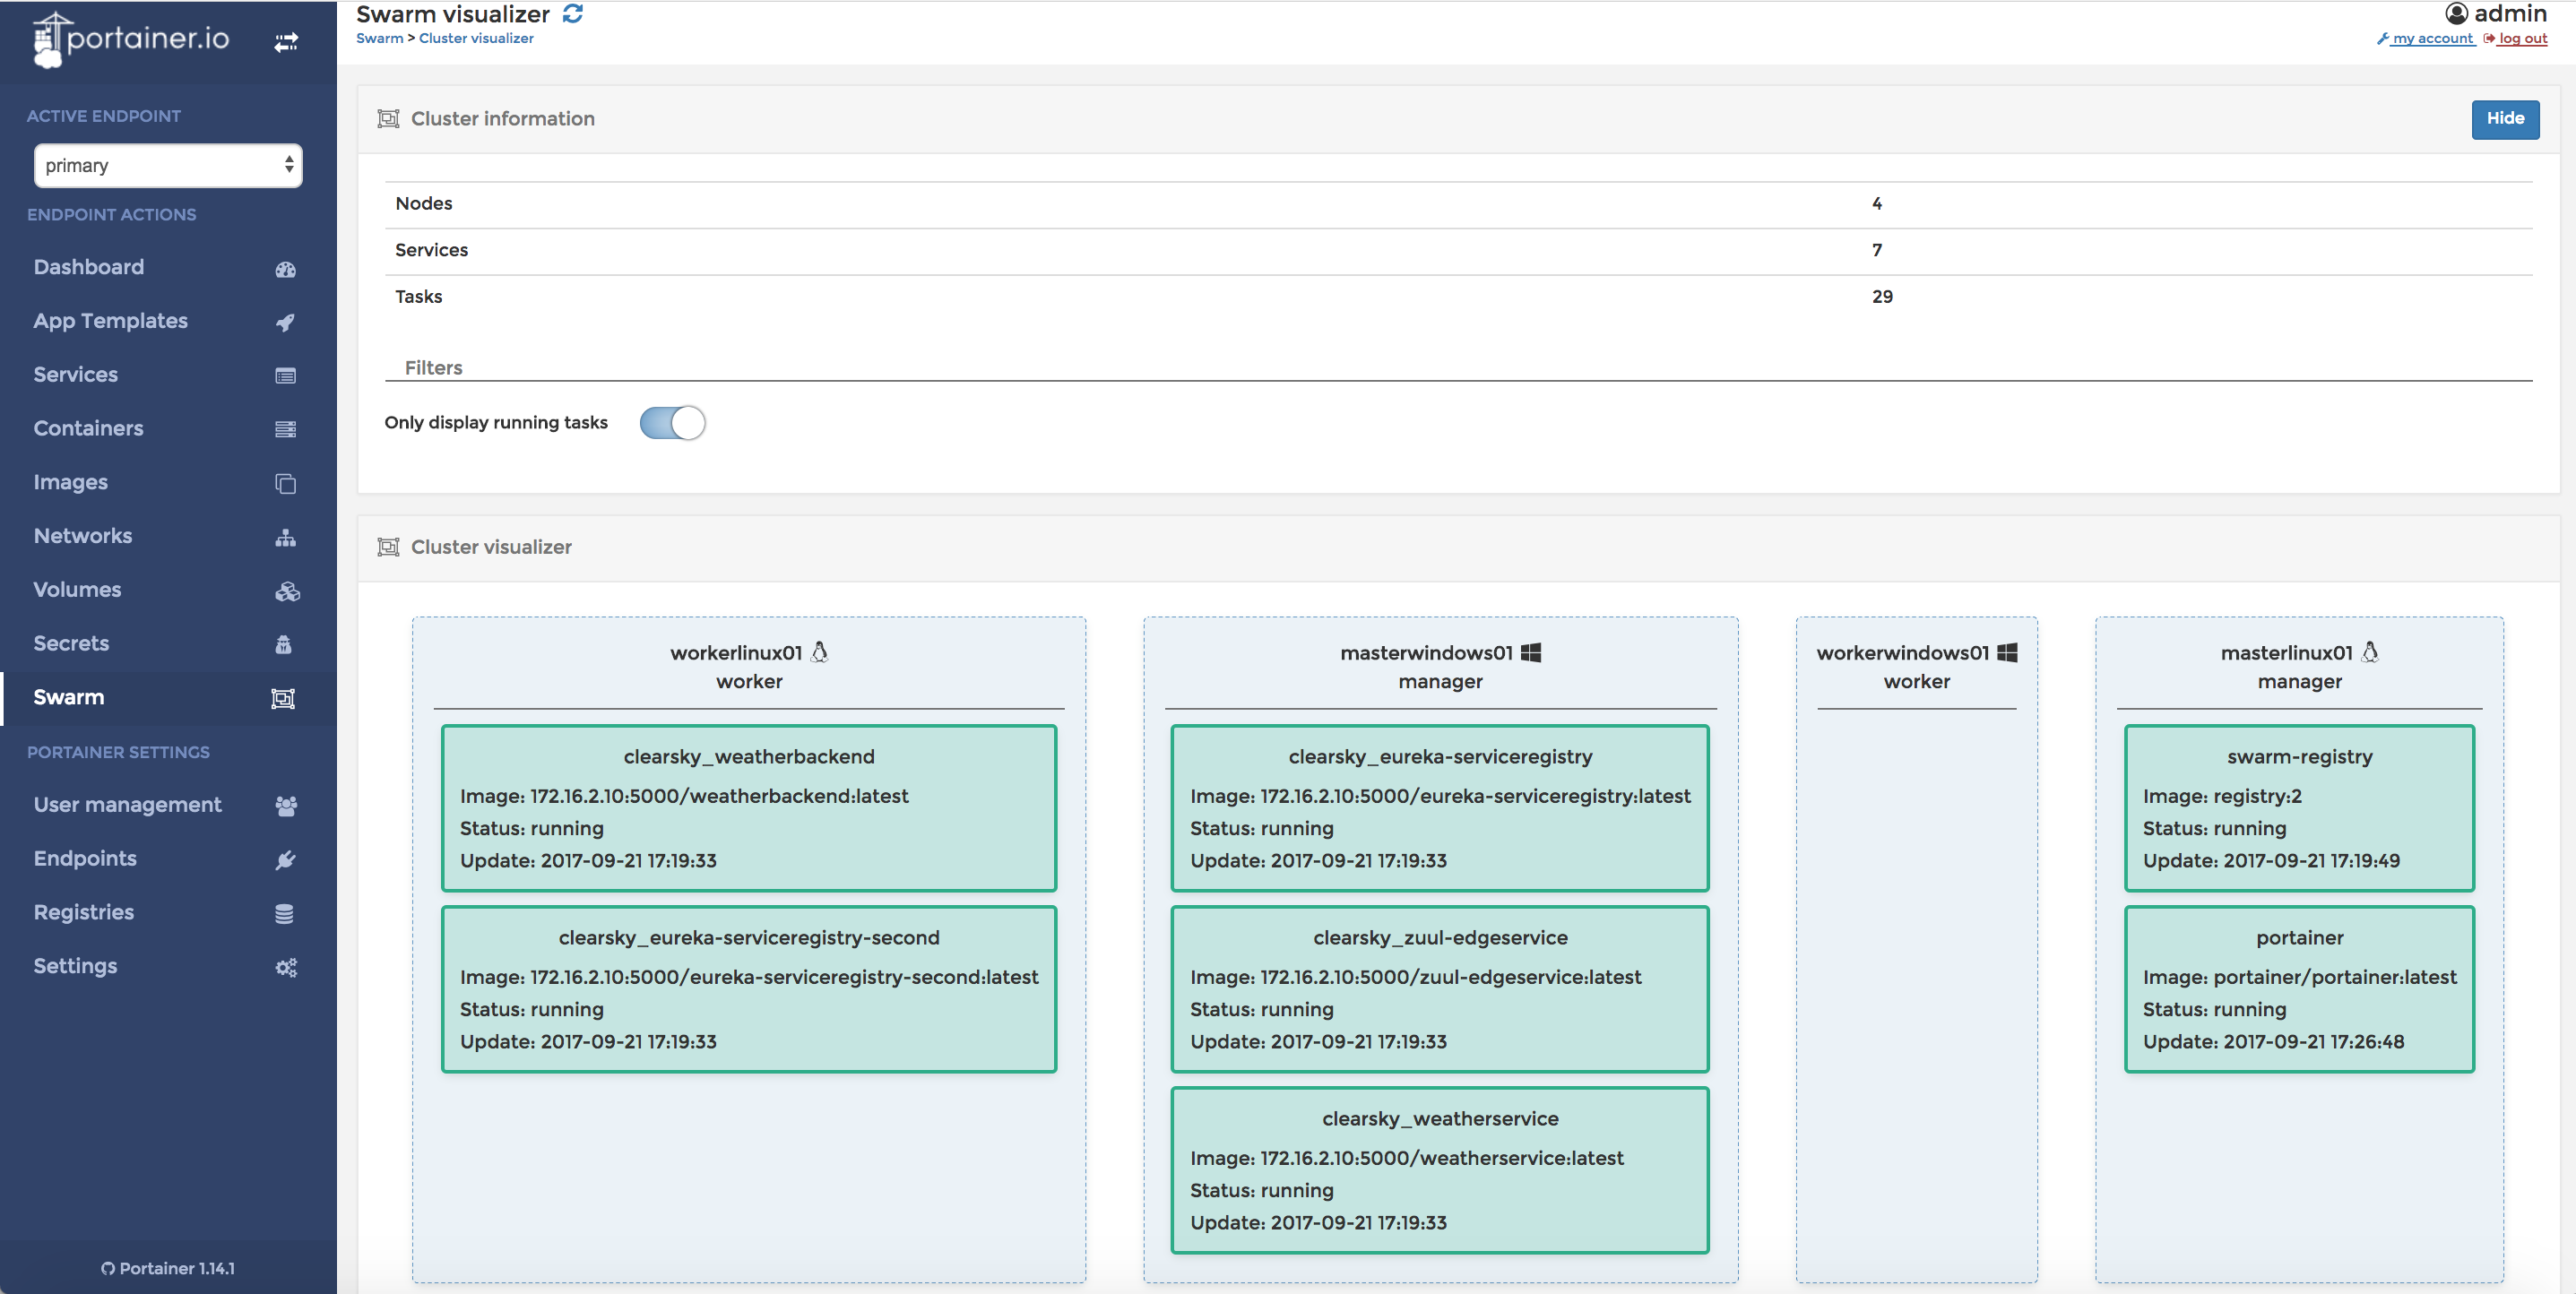 portainer.io
ACTIVE ENDPOINT
primary
ENDPOINT ACTIONS
Dashboard
App Templates
Services
Containers
Images
Networks
Volumes
Secrets
Swarm
PORTAINER SETTINGS
User management
Endpoints
Registries
Settings
Portainer 1.14.1
Swarm visualizer
Swarm > Cluster visualizer
admin
my account log out
Cluster information
Hide
Nodes 4
Services 7
Tasks 29
Filters
Only display running tasks
Cluster visualizer
workerlinux01
worker
clearsky_weatherbackend
Image: 172.16.2.10:5000/weatherbackend:latest
Status: running
Update: 2017-09-21 17:19:33
clearsky_eureka-serviceregistry-second
Image: 172.16.2.10:5000/eureka-serviceregistry-second:latest
Status: running
Update: 2017-09-21 17:19:33
masterwindows01
manager
clearsky_eureka-serviceregistry
Image: 172.16.2.10:5000/eureka-serviceregistry:latest
Status: running
Update: 2017-09-21 17:19:33
clearsky_zuul-edgeservice
Image: 172.16.2.10:5000/zuul-edgeservice:latest
Status: running
Update: 2017-09-21 17:19:33
clearsky_weatherservice
Image: 172.16.2.10:5000/weatherservice:latest
Status: running
Update: 2017-09-21 17:19:33
workerwindows01
worker
masterlinux01
manager
swarm-registry
Image: registry:2
Status: running
Update: 2017-09-21 17:19:49
portainer
Image: portainer/portainer:latest
Status: running
Update: 2017-09-21 17:26:48